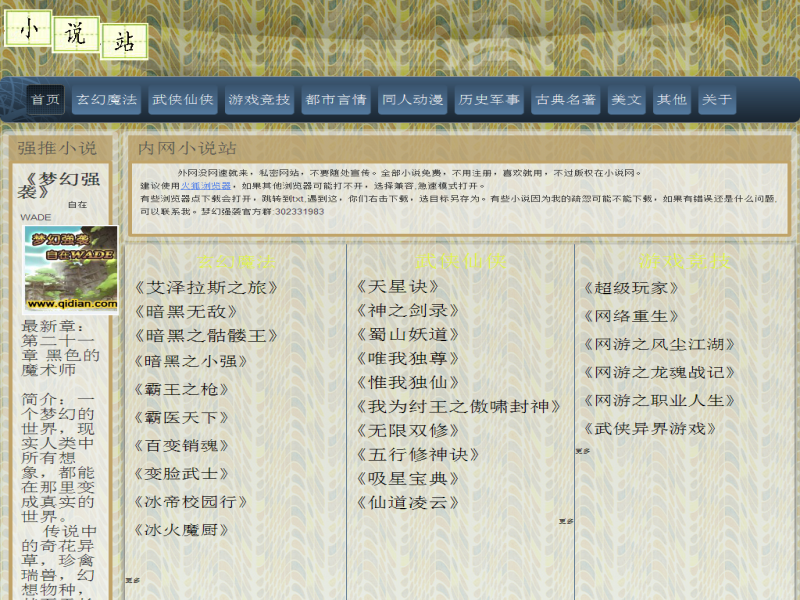 小说站
首页 玄幻魔法 武侠仙侠 游戏竞技 都市言情 同人动漫 历史军事 古典名著 美文 其他 关于
强推小说
《梦幻强袭》 自在
WADE
梦幻强袭
自在WADE
www.qidian.com
最新章：
第二十一
章 黑色的
魔术师
简介：一
个梦幻的
世界，现
实人类中
所有想
象，都能
在那里变
成真实的
世界。
传说中
的奇花异
草，珍禽
瑞兽，幻
想物种，
内网小说站
外网没网速就来，私密网站，不要随处宣传。全部小说免费，不用注册，喜欢就用，不过版权在小说网。
建议使用火狐浏览器，如果其他浏览器可能打不开，选择兼容,急速模式打开。
有些浏览器点下载会打开，跳转到txt,遇到这，你们右击下载，选目标另存为。有些小说因为我的疏忽可能不能下载，如果有错误还是什么问题,
可以联系我。梦幻强袭官方群:302331983
玄幻魔法
《艾泽拉斯之旅》
《暗黑无敌》
《暗黑之骷髅王》
《暗黑之小强》
《霸王之枪》
《霸医天下》
《百变销魂》
《变脸武士》
《冰帝校园行》
《冰火魔厨》
更多
武侠仙侠
《天星诀》
《神之剑录》
《蜀山妖道》
《唯我独尊》
《惟我独仙》
《我为纣王之傲啸封神》
《无限双修》
《五行修神诀》
《吸星宝典》
《仙道凌云》
更多
游戏竞技
《超级玩家》
《网络重生》
《网游之风尘江湖》
《网游之龙魂战记》
《网游之职业人生》
《武侠异界游戏》
更多